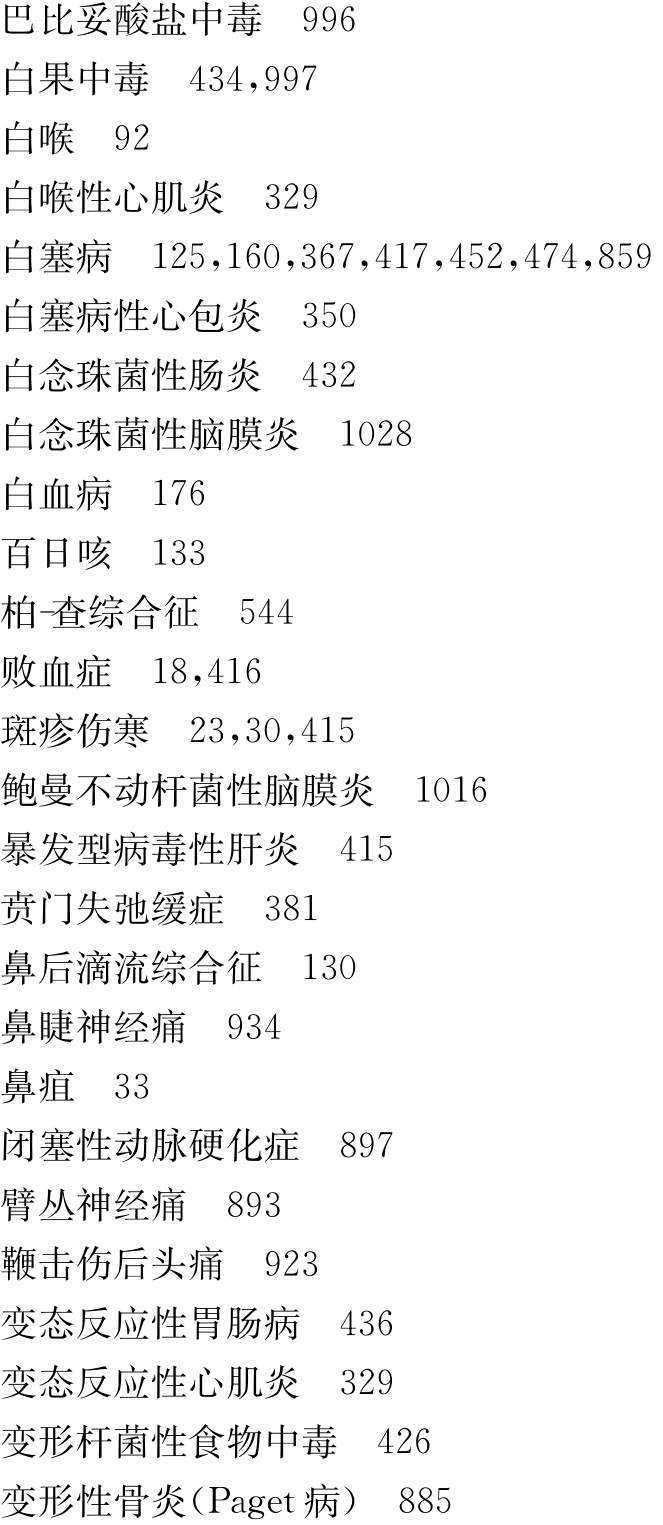 巴比妥酸盐中毒　996
白果中毒　434,997
白喉　92
白喉性心肌炎　329
白塞病　125,160,367,417,452,474,859
白塞病性心包炎　350
白念珠菌性肠炎　432
白念珠菌性脑膜炎　1028
白血病　176
百日咳　133
柏-查综合征　544
败血症　18,416
斑疹伤寒　23,30,415
鲍曼不动杆菌性脑膜炎　1016
暴发型病毒性肝炎　415
贲门失弛缓症　381
鼻后滴流综合征　130
鼻睫神经痛　934
鼻疽　33
闭塞性动脉硬化症　897
臂丛神经痛　893
鞭击伤后头痛　923
变态反应性胃肠病　436
变态反应性心肌炎　329
变形杆菌性食物中毒　426
变形性骨炎(Paget 病)　885